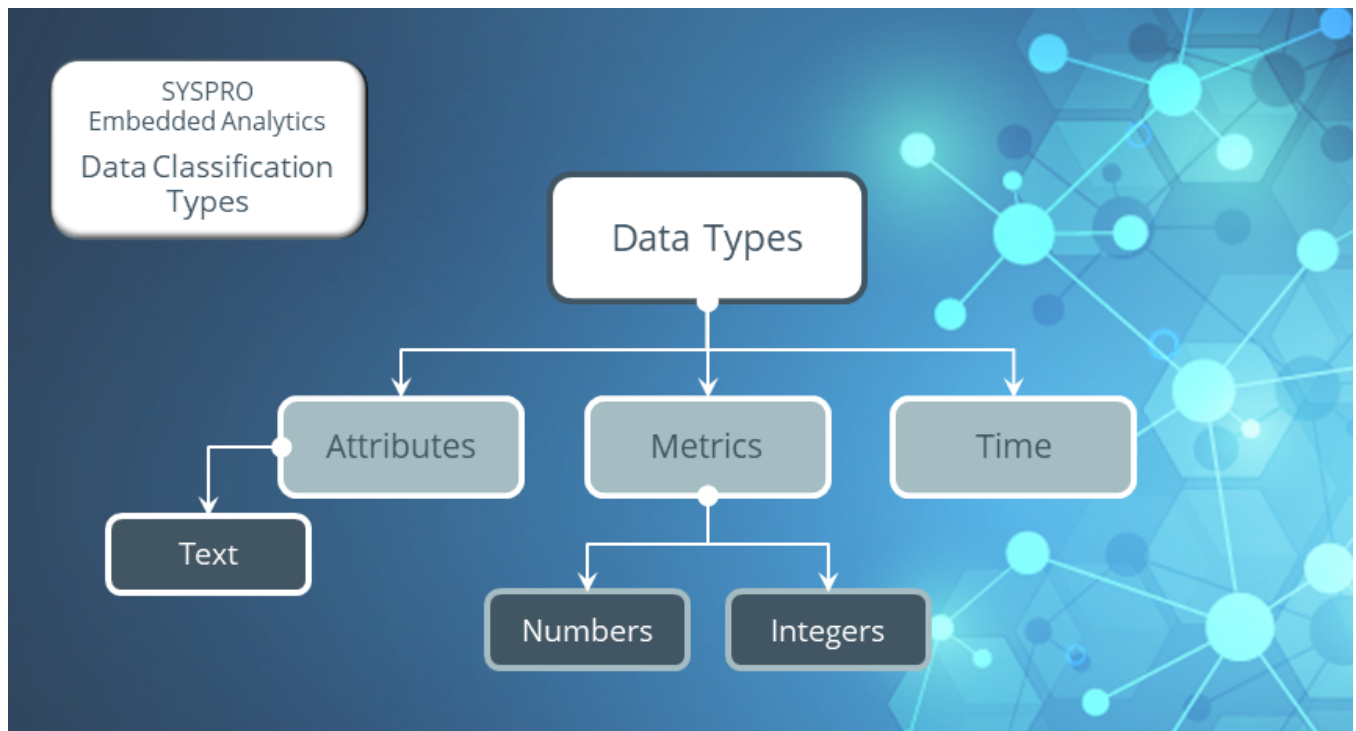 SYSPRO
Embedded Analytics
Data Classification
Types
Data Types
Attributes
Metrics
Time
Text
Numbers
Integers